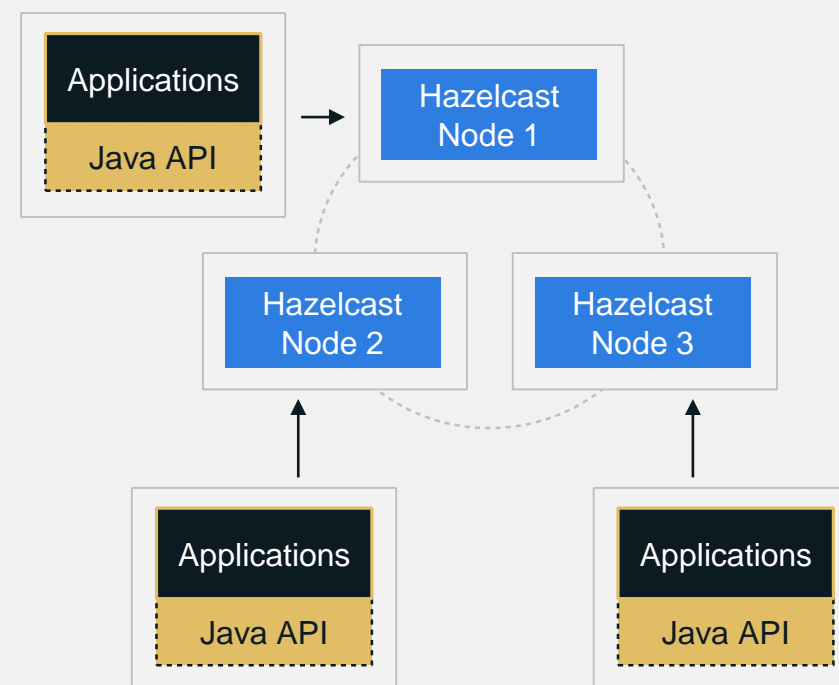 Applications
Java API
Hazelcast
Node 1
Hazelcast
Node 2
Hazelcast
Node 3
Applications
Java API
Applications
Java API